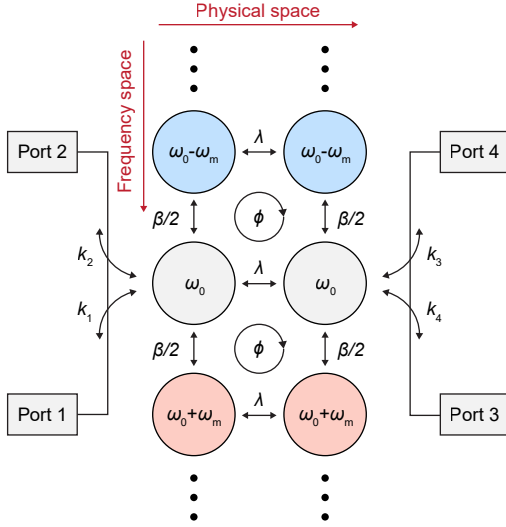 Physical space
Frequency space
ω₀-ωₘ λ ω₀-ωₘ
Port 2 Port 4
β/2 ϕ β/2
k₂ k₃
ω₀ λ ω₀
k₁ k₄
β/2 ϕ β/2
Port 1 Port 3
ω₀+ωₘ λ ω₀+ωₘ